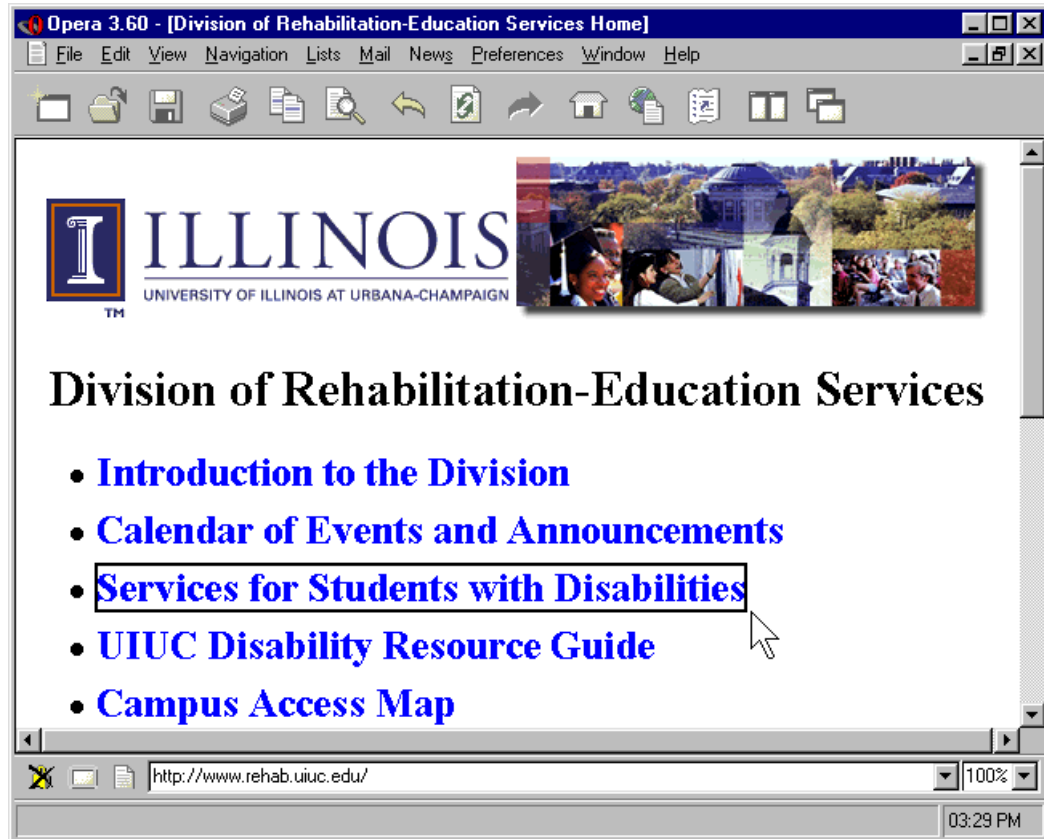 Opera 3.60 - [Division of Rehabilitation-Education Services Home]
File Edit View Navigation Lists Mail News Preferences Window Help
ILLINOIS
UNIVERSITY OF ILLINOIS AT URBANA-CHAMPAIGN
TM
Division of Rehabilitation-Education Services
• Introduction to the Division
• Calendar of Events and Announcements
• Services for Students with Disabilities
• UIUC Disability Resource Guide
• Campus Access Map
http://www.rehab.uiuc.edu/ 100%
03:29 PM